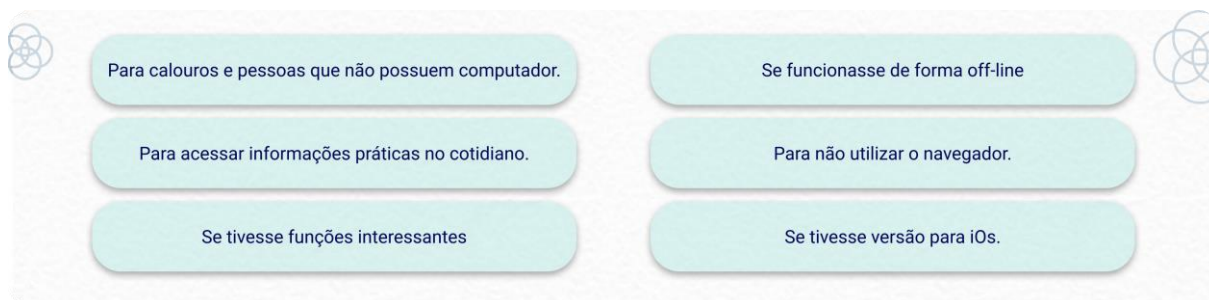 Para calouros e pessoas que não possuem computador.
Se funcionasse de forma off-line
Para acessar informações práticas no cotidiano.
Para não utilizar o navegador.
Se tivesse funções interessantes
Se tivesse versão para iOs.